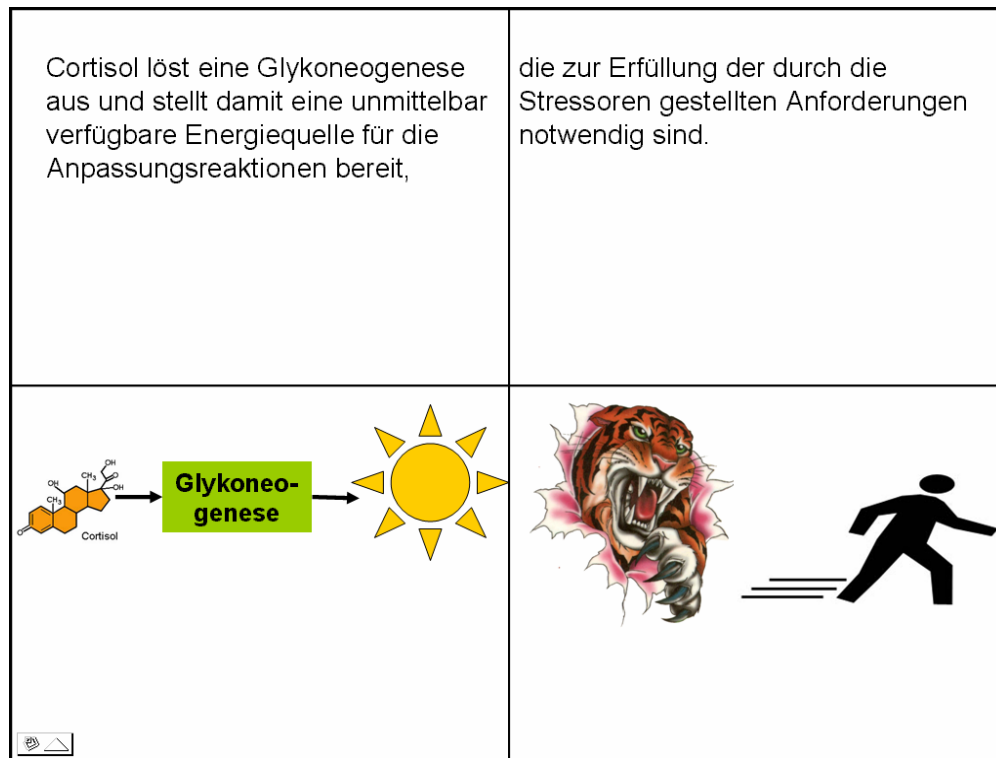 Cortisol löst eine Glykoneogenese
aus und stellt damit eine unmittelbar
verfügbare Energiequelle für die
Anpassungsreaktionen bereit,
die zur Erfüllung der durch die
Stressoren gestellten Anforderungen
notwendig sind.
OH
CH₃
O
OH
OH
CH₃
O
Cortisol
Glykoneo-
genese